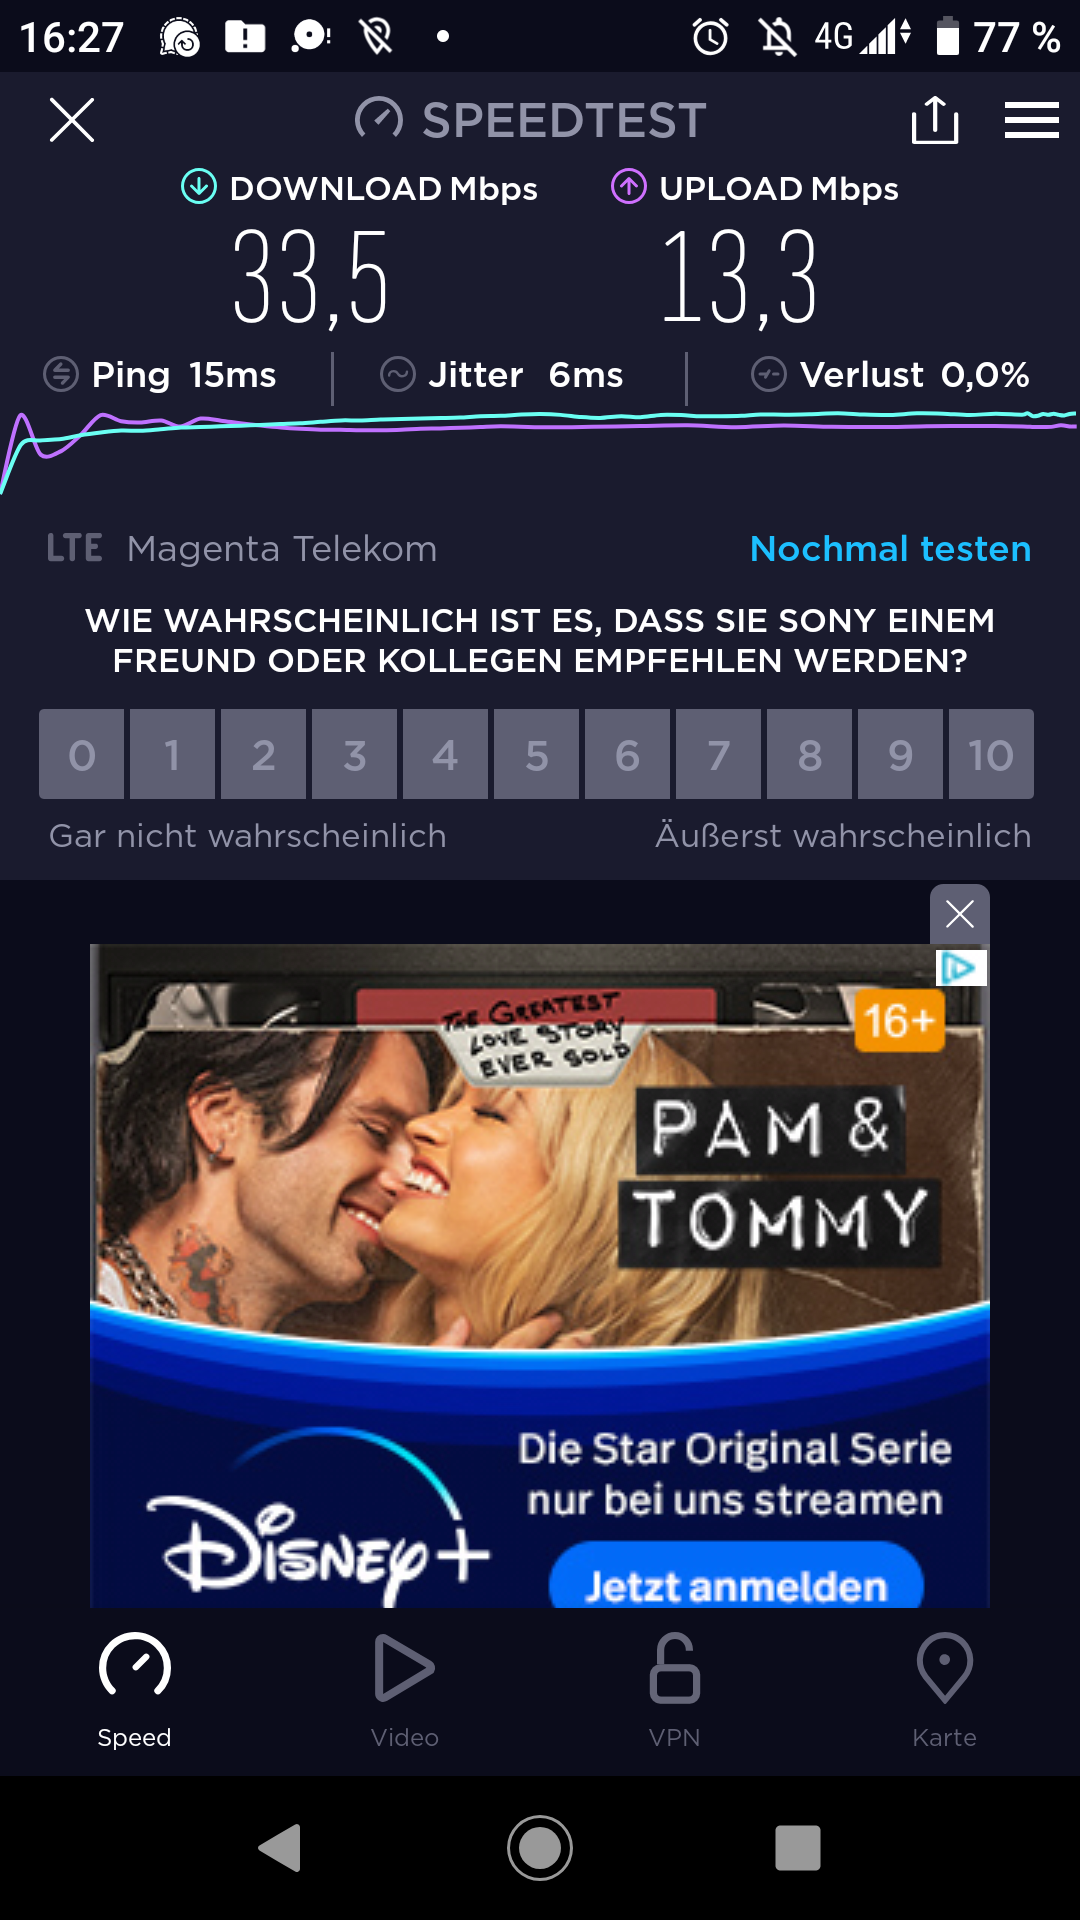 16:27
4G
77 %
SPEEDTEST
DOWNLOAD Mbps
UPLOAD Mbps
33,5
13,3
Ping 15ms
Jitter 6ms
Verlust 0,0%
LTE Magenta Telekom
Nochmal testen
WIE WAHRSCHEINLICH IST ES, DASS SIE SONY EINEM
FREUND ODER KOLLEGEN EMPFEHLEN WERDEN?
0 1 2 3 4 5 6 7 8 9 10
Gar nicht wahrscheinlich
Äußerst wahrscheinlich
THE GREATEST
LOVE STORY
EVER SOLD
16+
PAM &
TOMMY
Die Star Original Serie
nur bei uns streamen
DISNEY+
Jetzt anmelden
Speed
Video
VPN
Karte